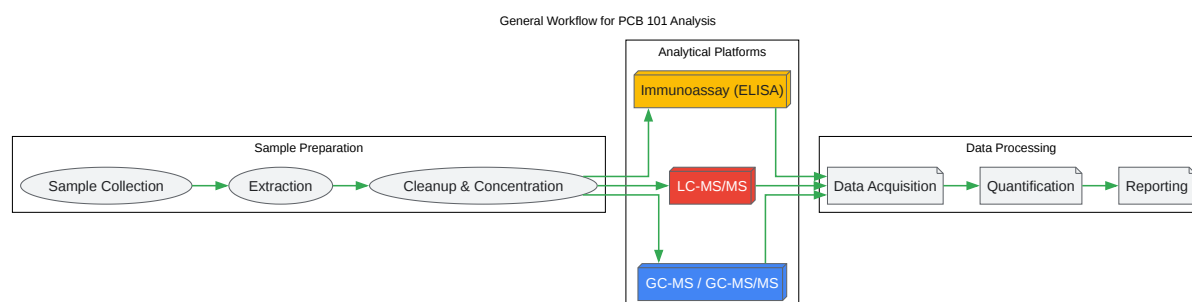 General Workflow for PCB 101 Analysis
Sample Preparation
Sample Collection
Extraction
Cleanup & Concentration
Analytical Platforms
Immunoassay (ELISA)
LC-MS/MS
GC-MS / GC-MS/MS
Data Processing
Data Acquisition
Quantification
Reporting